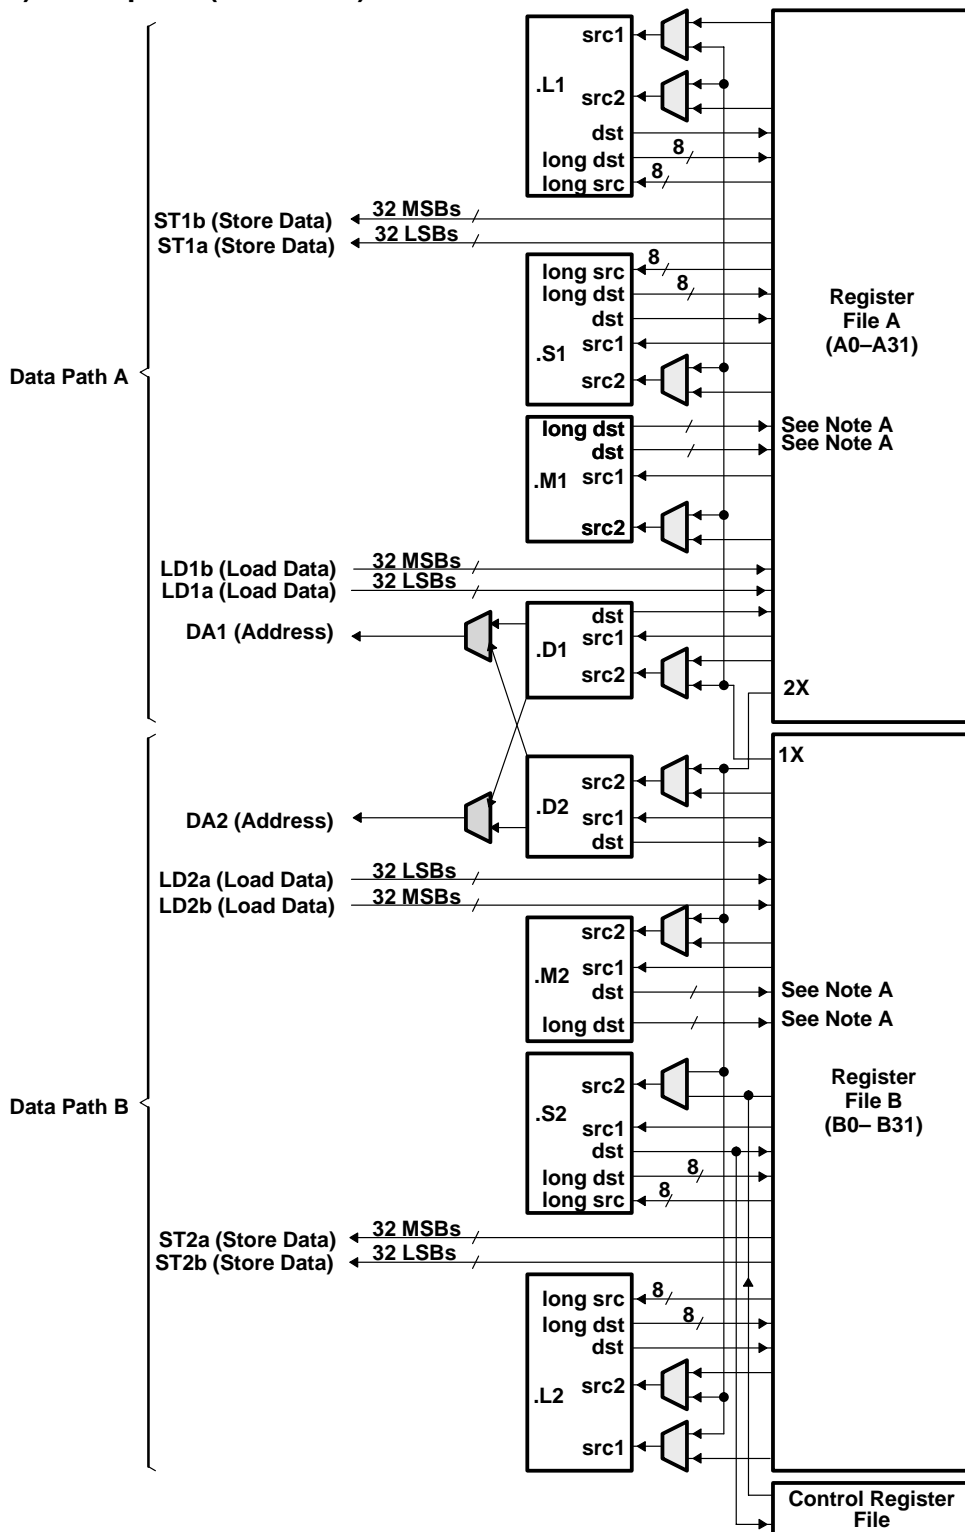 src1
.L1
src2
dst
long dst
8
long src
8
ST1b (Store Data)
32 MSBs
ST1a (Store Data)
32 LSBs
long src
8
long dst
8
dst
.S1
src1
src2
Register
File A
(A0–A31)
Data Path A
long dst
See Note A
dst
See Note A
.M1
src1
src2
LD1b (Load Data)
32 MSBs
LD1a (Load Data)
32 LSBs
DA1 (Address)
dst
src1
.D1
src2
2X
1X
src2
.D2
src1
dst
DA2 (Address)
LD2a (Load Data)
32 LSBs
LD2b (Load Data)
32 MSBs
src2
.M2
src1
dst
See Note A
long dst
See Note A
src2
.S2
src1
dst
long dst
8
long src
8
Register
File B
(B0– B31)
Data Path B
ST2a (Store Data)
32 MSBs
ST2b (Store Data)
32 LSBs
long src
8
long dst
8
dst
.L2
src2
src1
Control Register
File